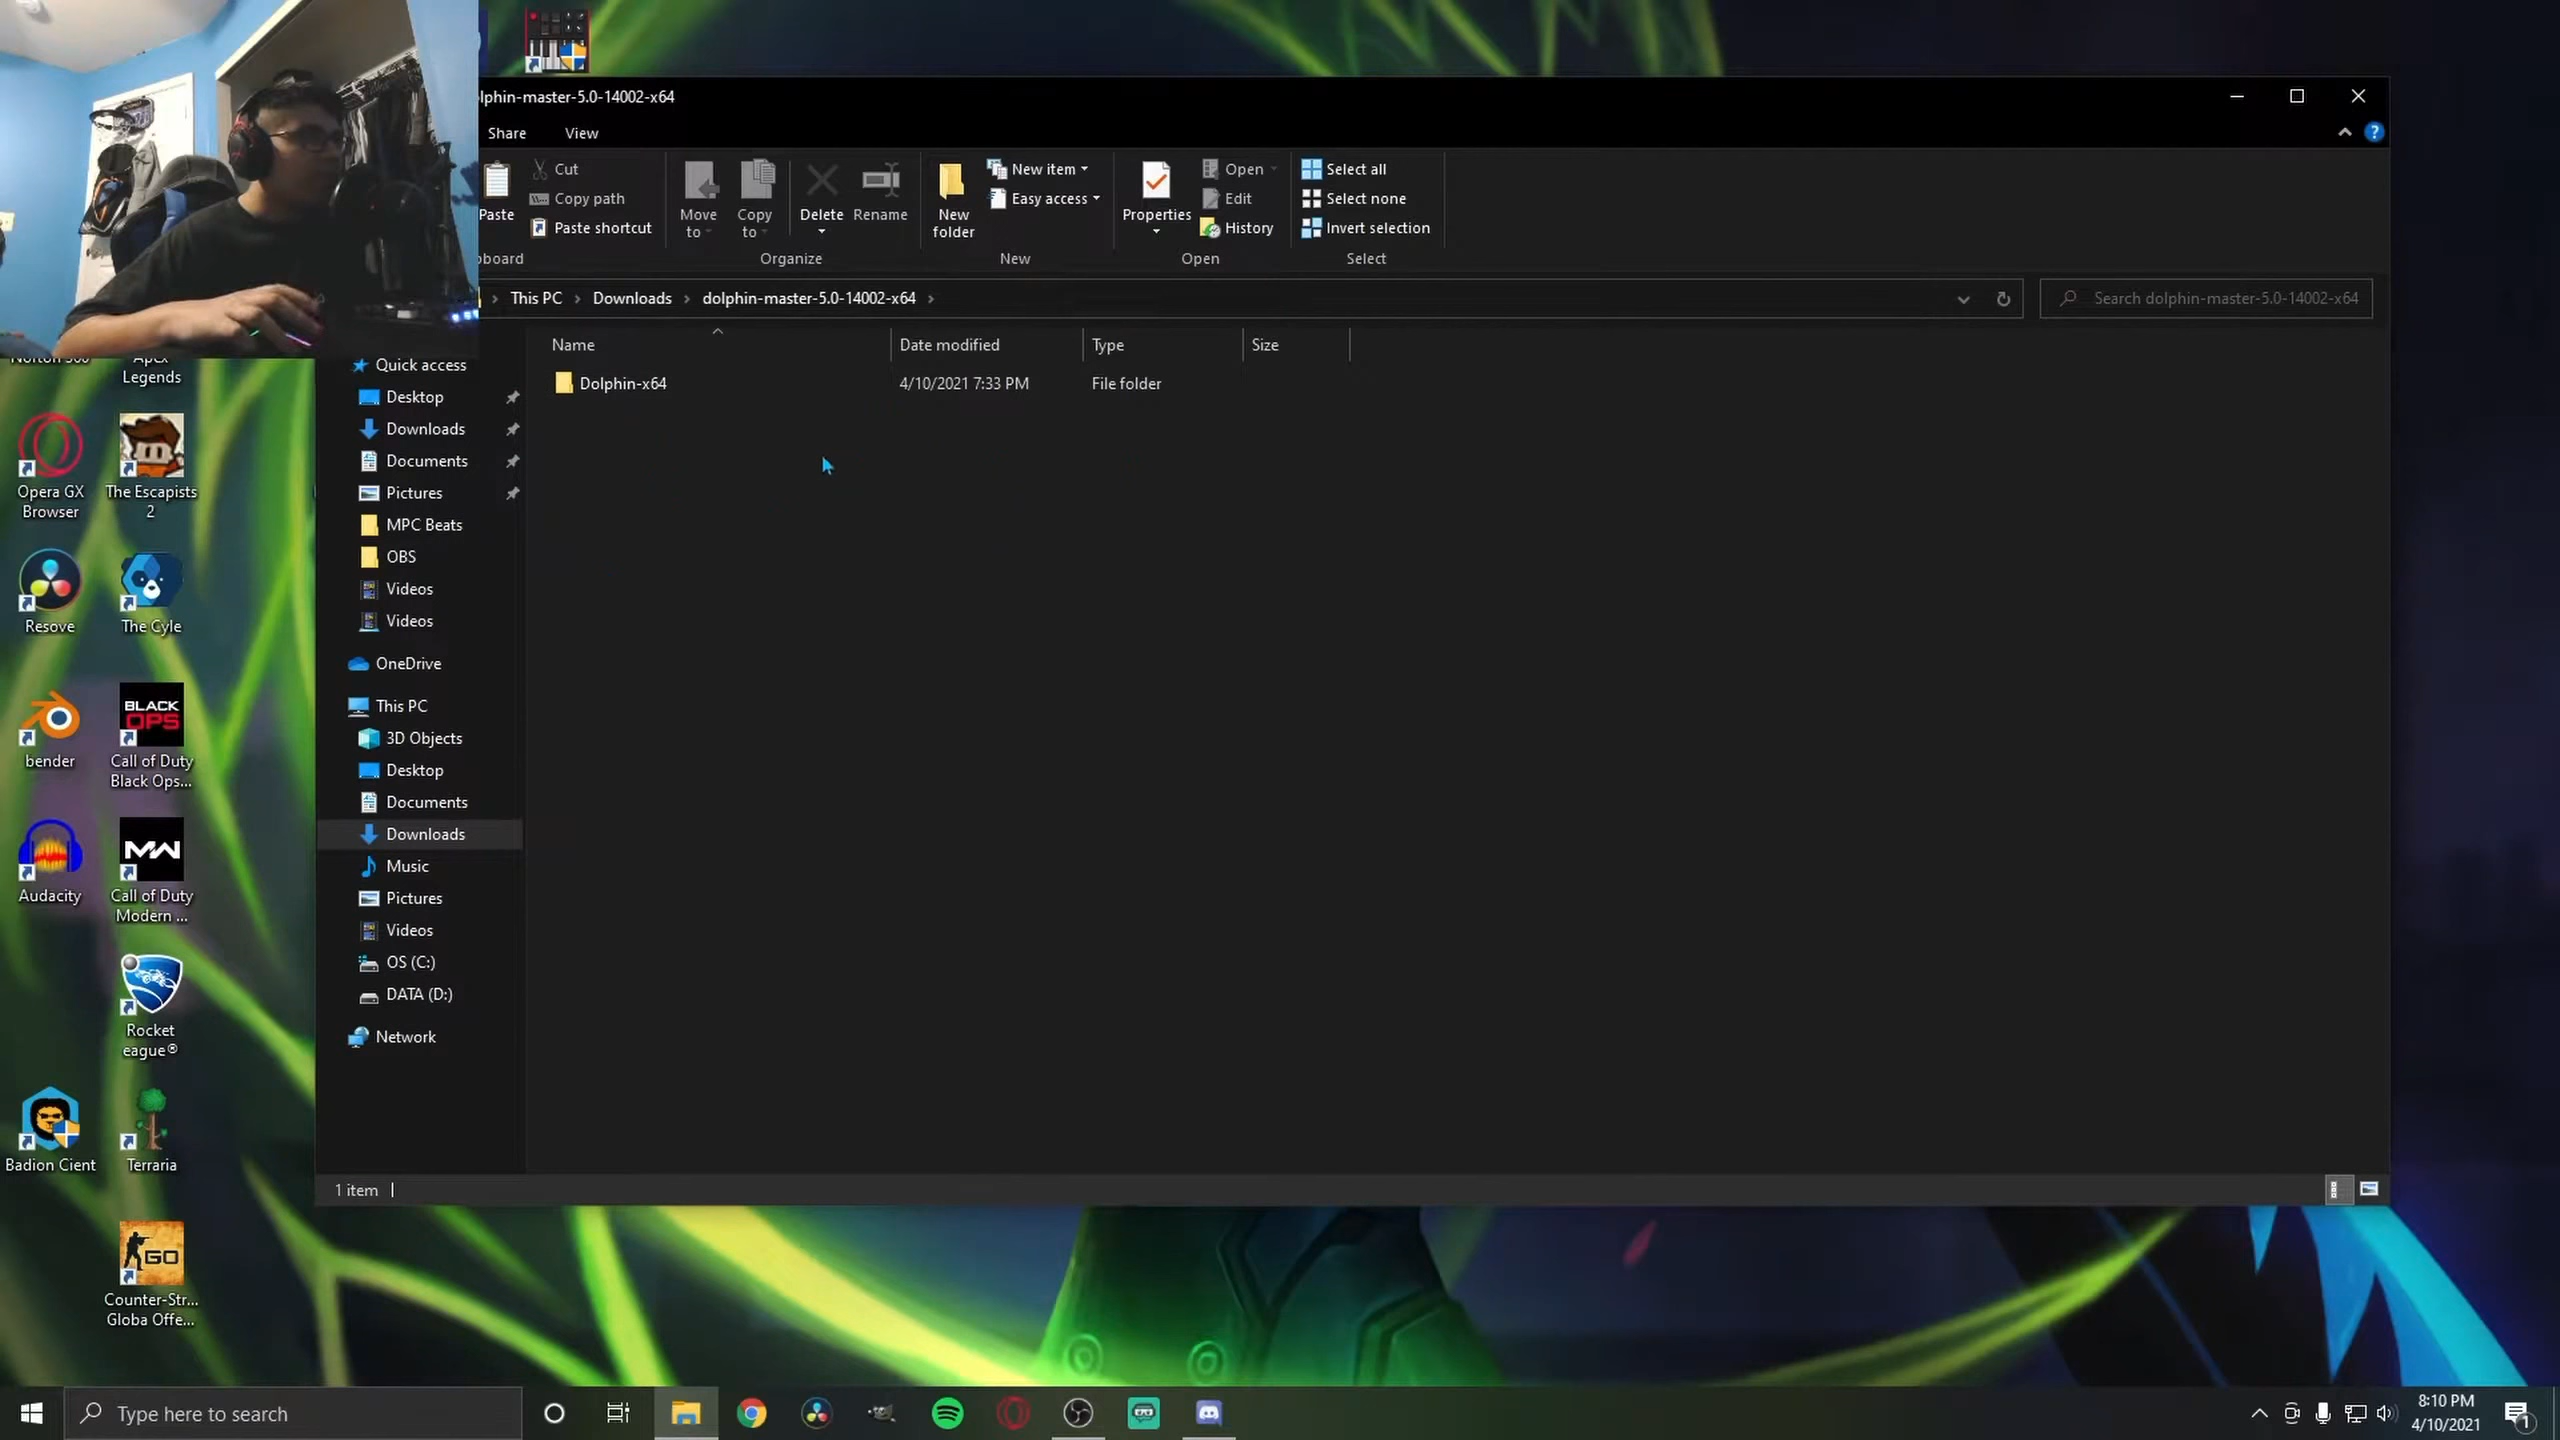 olphin-master-5.0-14002-x64
Share View
Paste
Cut
Copy path
Paste shortcut
Move to
Copy to
Delete
Rename
New folder
New item
Easy access
Properties
Open
Edit
History
Select all
Select none
Invert selection
board
Organize
New
Open
Select
This PC › Downloads › dolphin-master-5.0-14002-x64 ›
Search dolphin-master-5.0-14002-x64
Name Date modified Type Size
Dolphin-x64 4/10/2021 7:33 PM File folder
Quick access
Desktop
Downloads
Documents
Pictures
MPC Beats
OBS
Videos
Videos
OneDrive
This PC
3D Objects
Desktop
Documents
Downloads
Music
Pictures
Videos
OS (C:)
DATA (D:)
Network
1 item
Apex
Legends
Opera GX
Browser
The Escapists
2
Resove
The Cyle
bender
BLACK
OPS
Call of Duty
Black Ops...
Audacity
MW
Call of Duty
Modern ...
Rocket
eague®
Badion Cient
Terraria
GO
Counter-Str...
Globa Offe...
Type here to search
8:10 PM
4/10/2021
1